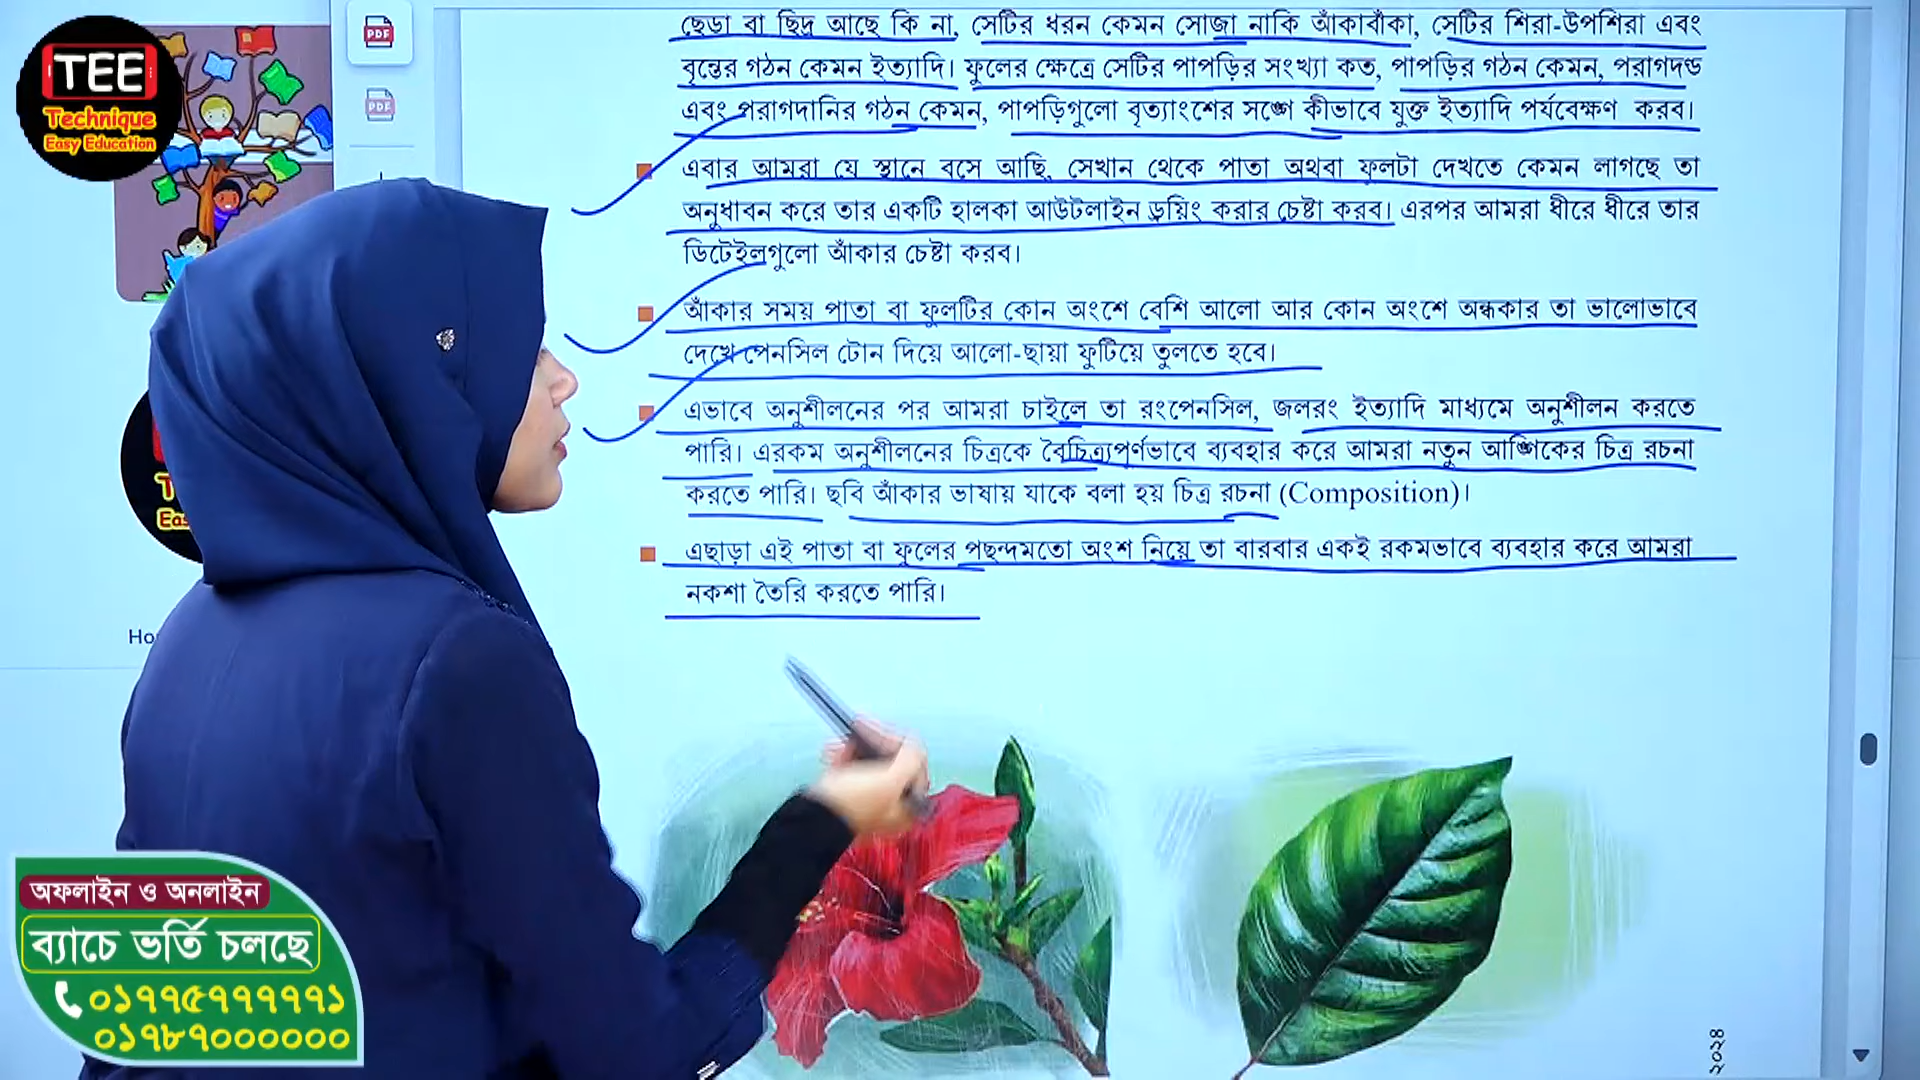 TEE
Technique
Easy Education
PDF
PDF
ছেড়া বা ছিদ্র আছে কি না, সেটির ধরন কেমন সোজা নাকি আঁকাবাঁকা, সেটির শিরা-উপশিরা এবং
বৃন্তের গঠন কেমন ইত্যাদি। ফুলের ক্ষেত্রে সেটির পাপড়ির সংখ্যা কত, পাপড়ির গঠন কেমন, পরাগদন্ড
এবং পরাগদানির গঠন কেমন, পাপড়িগুলো বৃত্যাংশের সঙ্গে কীভাবে যুক্ত ইত্যাদি পর্যবেক্ষণ করব।
এবার আমরা যে স্থানে বসে আছি, সেখান থেকে পাতা অথবা ফুলটা দেখতে কেমন লাগছে তা
অনুধাবন করে তার একটি হালকা আউটলাইন ড্রয়িং করার চেষ্টা করব। এরপর আমরা ধীরে ধীরে তার
ডিটেইলগুলো আঁকার চেষ্টা করব।
আঁকার সময় পাতা বা ফুলটির কোন অংশে বেশি আলো আর কোন অংশে অন্ধকার তা ভালোভাবে
দেখে পেনসিল টোন দিয়ে আলো-ছায়া ফুটিয়ে তুলতে হবে।
এভাবে অনুশীলনের পর আমরা চাইলে তা রংপেনসিল, জলরং ইত্যাদি মাধ্যমে অনুশীলন করতে
পারি। এরকম অনুশীলনের চিত্রকে বৈচিত্র্যপূর্ণভাবে ব্যবহার করে আমরা নতুন আঙ্গিকের চিত্র রচনা
করতে পারি। ছবি আঁকার ভাষায় যাকে বলা হয় চিত্র রচনা (Composition)।
এছাড়া এই পাতা বা ফুলের পছন্দমতো অংশ নিয়ে তা বারবার একই রকমভাবে ব্যবহার করে আমরা
নকশা তৈরি করতে পারি।
২০২৪
অফলাইন ও অনলাইন
ব্যাচে ভর্তি চলছে
০১৭৭৫৭৭৭৭৭১
০১৭৮৭০০০০০০